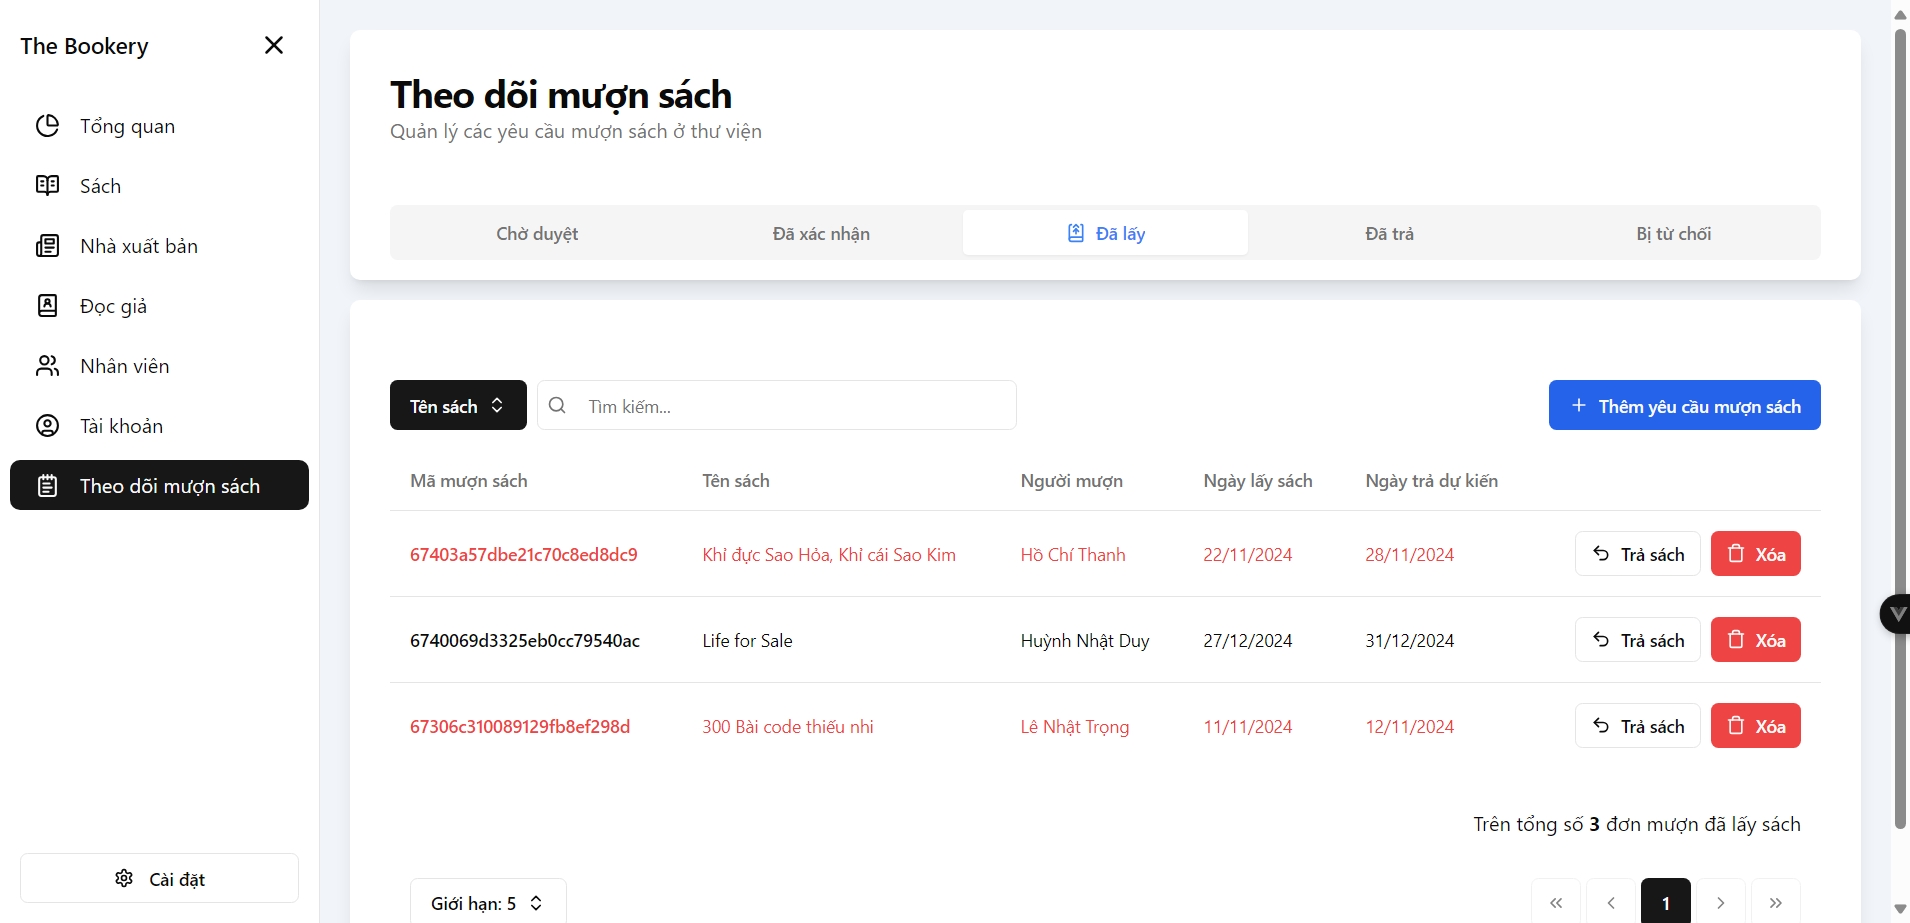 The Bookery
Tổng quan
Sách
Nhà xuất bản
Đọc giả
Nhân viên
Tài khoản
Theo dõi mượn sách
Cài đặt
Theo dõi mượn sách
Quản lý các yêu cầu mượn sách ở thư viện
Chờ duyệt Đã xác nhận Đã lấy Đã trả Bị từ chối
Tên sách Tìm kiếm... Thêm yêu cầu mượn sách
Mã mượn sách Tên sách Người mượn Ngày lấy sách Ngày trả dự kiến
67403a57dbe21c70c8ed8dc9 Khỉ đực Sao Hỏa, Khỉ cái Sao Kim Hồ Chí Thanh 22/11/2024 28/11/2024 Trả sách Xóa
6740069d3325eb0cc79540ac Life for Sale Huỳnh Nhật Duy 27/12/2024 31/12/2024 Trả sách Xóa
67306c310089129fb8ef298d 300 Bài code thiếu nhi Lê Nhật Trọng 11/11/2024 12/11/2024 Trả sách Xóa
Trên tổng số 3 đơn mượn đã lấy sách
Giới hạn: 5 « ‹ 1 › »